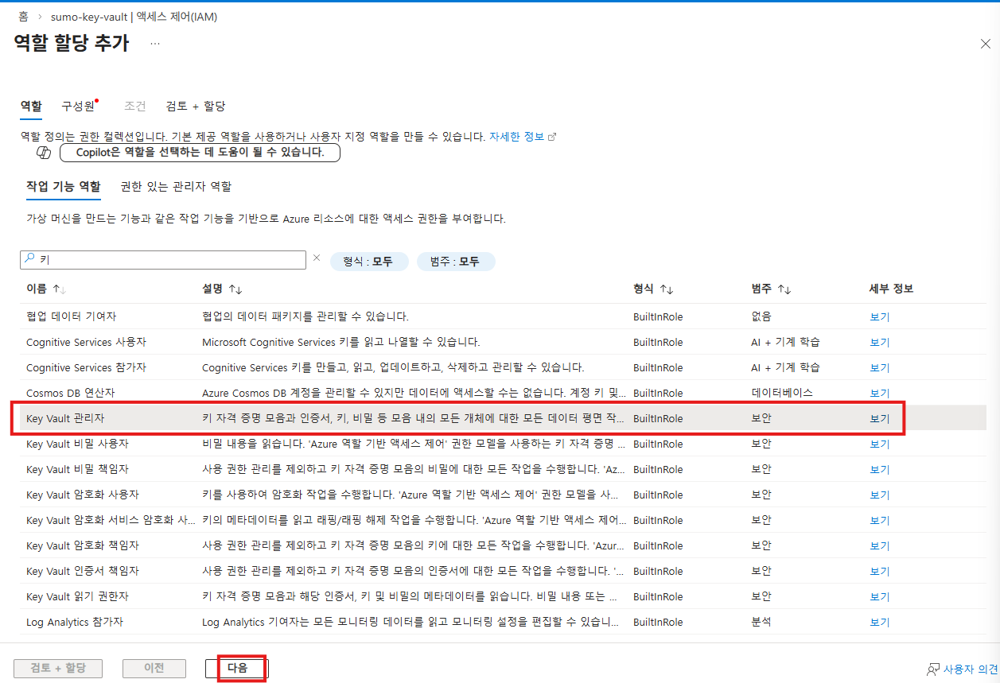 홈 > sumo-key-vault | 액세스 제어(IAM)
역할 할당 추가 ...
역할 구성원 조건 검토 + 할당
역할 정의는 권한 컬렉션입니다. 기본 제공 역할을 사용하거나 사용자 지정 역할을 만들 수 있습니다. 자세한 정보
Copilot은 역할을 선택하는 데 도움이 될 수 있습니다.
작업 기능 역할 권한 있는 관리자 역할
가상 머신을 만드는 기능과 같은 작업 기능을 기반으로 Azure 리소스에 대한 액세스 권한을 부여합니다.
키 형식 : 모두 범주 : 모두
이름 ↑↓ 설명 ↑↓ 형식 ↑↓ 범주 ↑↓ 세부 정보
협업 데이터 기여자 협업의 데이터 패키지를 관리할 수 있습니다. BuiltInRole 없음 보기
Cognitive Services 사용자 Microsoft Cognitive Services 키를 읽고 나열할 수 있습니다. BuiltInRole AI + 기계 학습 보기
Cognitive Services 참가자 Cognitive Services 키를 만들고, 읽고, 업데이트하고, 삭제하고 관리할 수 있습니다. BuiltInRole AI + 기계 학습 보기
Cosmos DB 연산자 Azure Cosmos DB 계정을 관리할 수 있지만 데이터에 액세스할 수는 없습니다. 계정 키 및... BuiltInRole 데이터베이스 보기
Key Vault 관리자 키 자격 증명 모음과 인증서, 키, 비밀 등 모음 내의 모든 개체에 대한 모든 데이터 평면 작... BuiltInRole 보안 보기
Key Vault 비밀 사용자 비밀 내용을 읽습니다. 'Azure 역할 기반 액세스 제어' 권한 모델을 사용하는 키 자격 증명 ... BuiltInRole 보안 보기
Key Vault 비밀 책임자 사용 권한 관리를 제외하고 키 자격 증명 모음의 비밀에 대한 모든 작업을 수행합니다. 'Az... BuiltInRole 보안 보기
Key Vault 암호화 사용자 키를 사용하여 암호화 작업을 수행합니다. 'Azure 역할 기반 액세스 제어' 권한 모델을 사... BuiltInRole 보안 보기
Key Vault 암호화 서비스 암호화 사... 키의 메타데이터를 읽고 래핑/래핑 해제 작업을 수행합니다. 'Azure 역할 기반 액세스 제어... BuiltInRole 보안 보기
Key Vault 암호화 책임자 사용 권한 관리를 제외하고 키 자격 증명 모음의 키에 대한 모든 작업을 수행합니다. 'Azur... BuiltInRole 보안 보기
Key Vault 인증서 책임자 사용 권한 관리를 제외하고 키 자격 증명 모음의 인증서에 대한 모든 작업을 수행합니다. '... BuiltInRole 보안 보기
Key Vault 읽기 권한자 키 자격 증명 모음과 해당 인증서, 키 및 비밀의 메타데이터를 읽습니다. 비밀 내용 또는 ... BuiltInRole 보안 보기
Log Analytics 참가자 Log Analytics 기여자는 모든 모니터링 데이터를 읽고 모니터링 설정을 편집할 수 있습니... BuiltInRole 분석 보기
검토 + 할당 이전 다음 사용자 의견